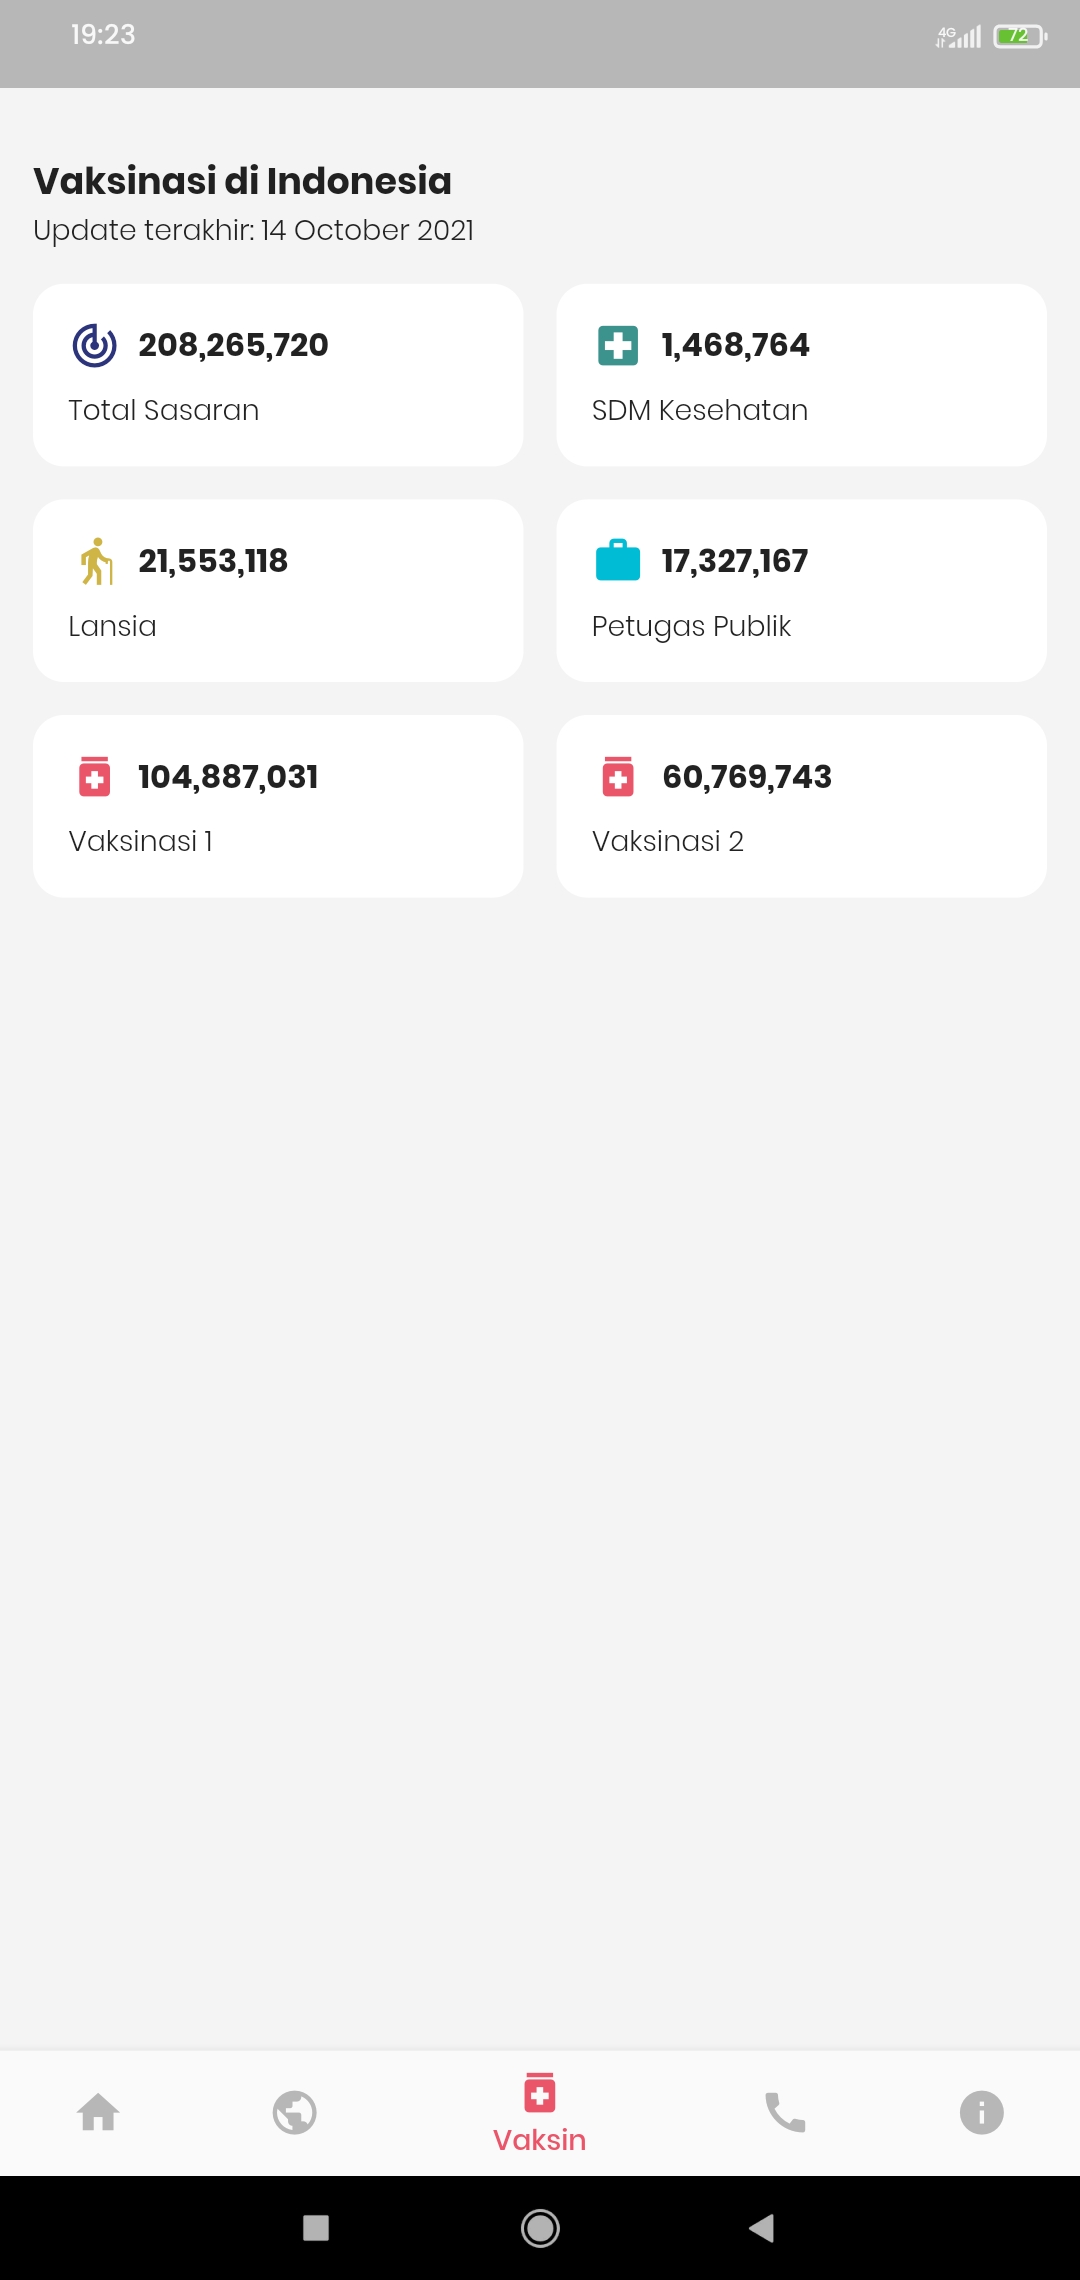 19:23
4G
72
Vaksinasi di Indonesia
Update terakhir: 14 October 2021
208,265,720
Total Sasaran
1,468,764
SDM Kesehatan
21,553,118
Lansia
17,327,167
Petugas Publik
104,887,031
Vaksinasi 1
60,769,743
Vaksinasi 2
Vaksin